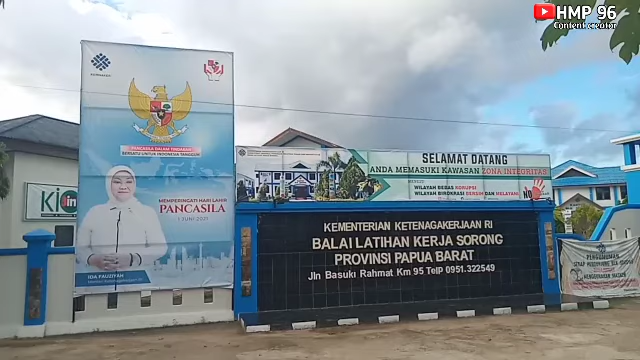 HMP 96
Content creator
PANCASILA DALAM TINDAKAN
BERSATU UNTUK INDONESIA TANGGUH
MEMPERINGATI HARI LAHIR
PANCASILA
1 JUNI 2021
IDA FAUZIYAH
SELAMAT DATANG
ANDA MEMASUKI KAWASAN ZONA INTEGRITAS
WILAYAH BEBAS KORUPSI
WILAYAH BIROKRASI BERSIH DAN MELAYANI
NO
KEMENTERIAN KETENAGAKERJAAN RI
BALAI LATIHAN KERJA SORONG
PROVINSI PAPUA BARAT
Jln Basuki Rahmat Km 95 Telp 0951.322549
PENGUMUMAN